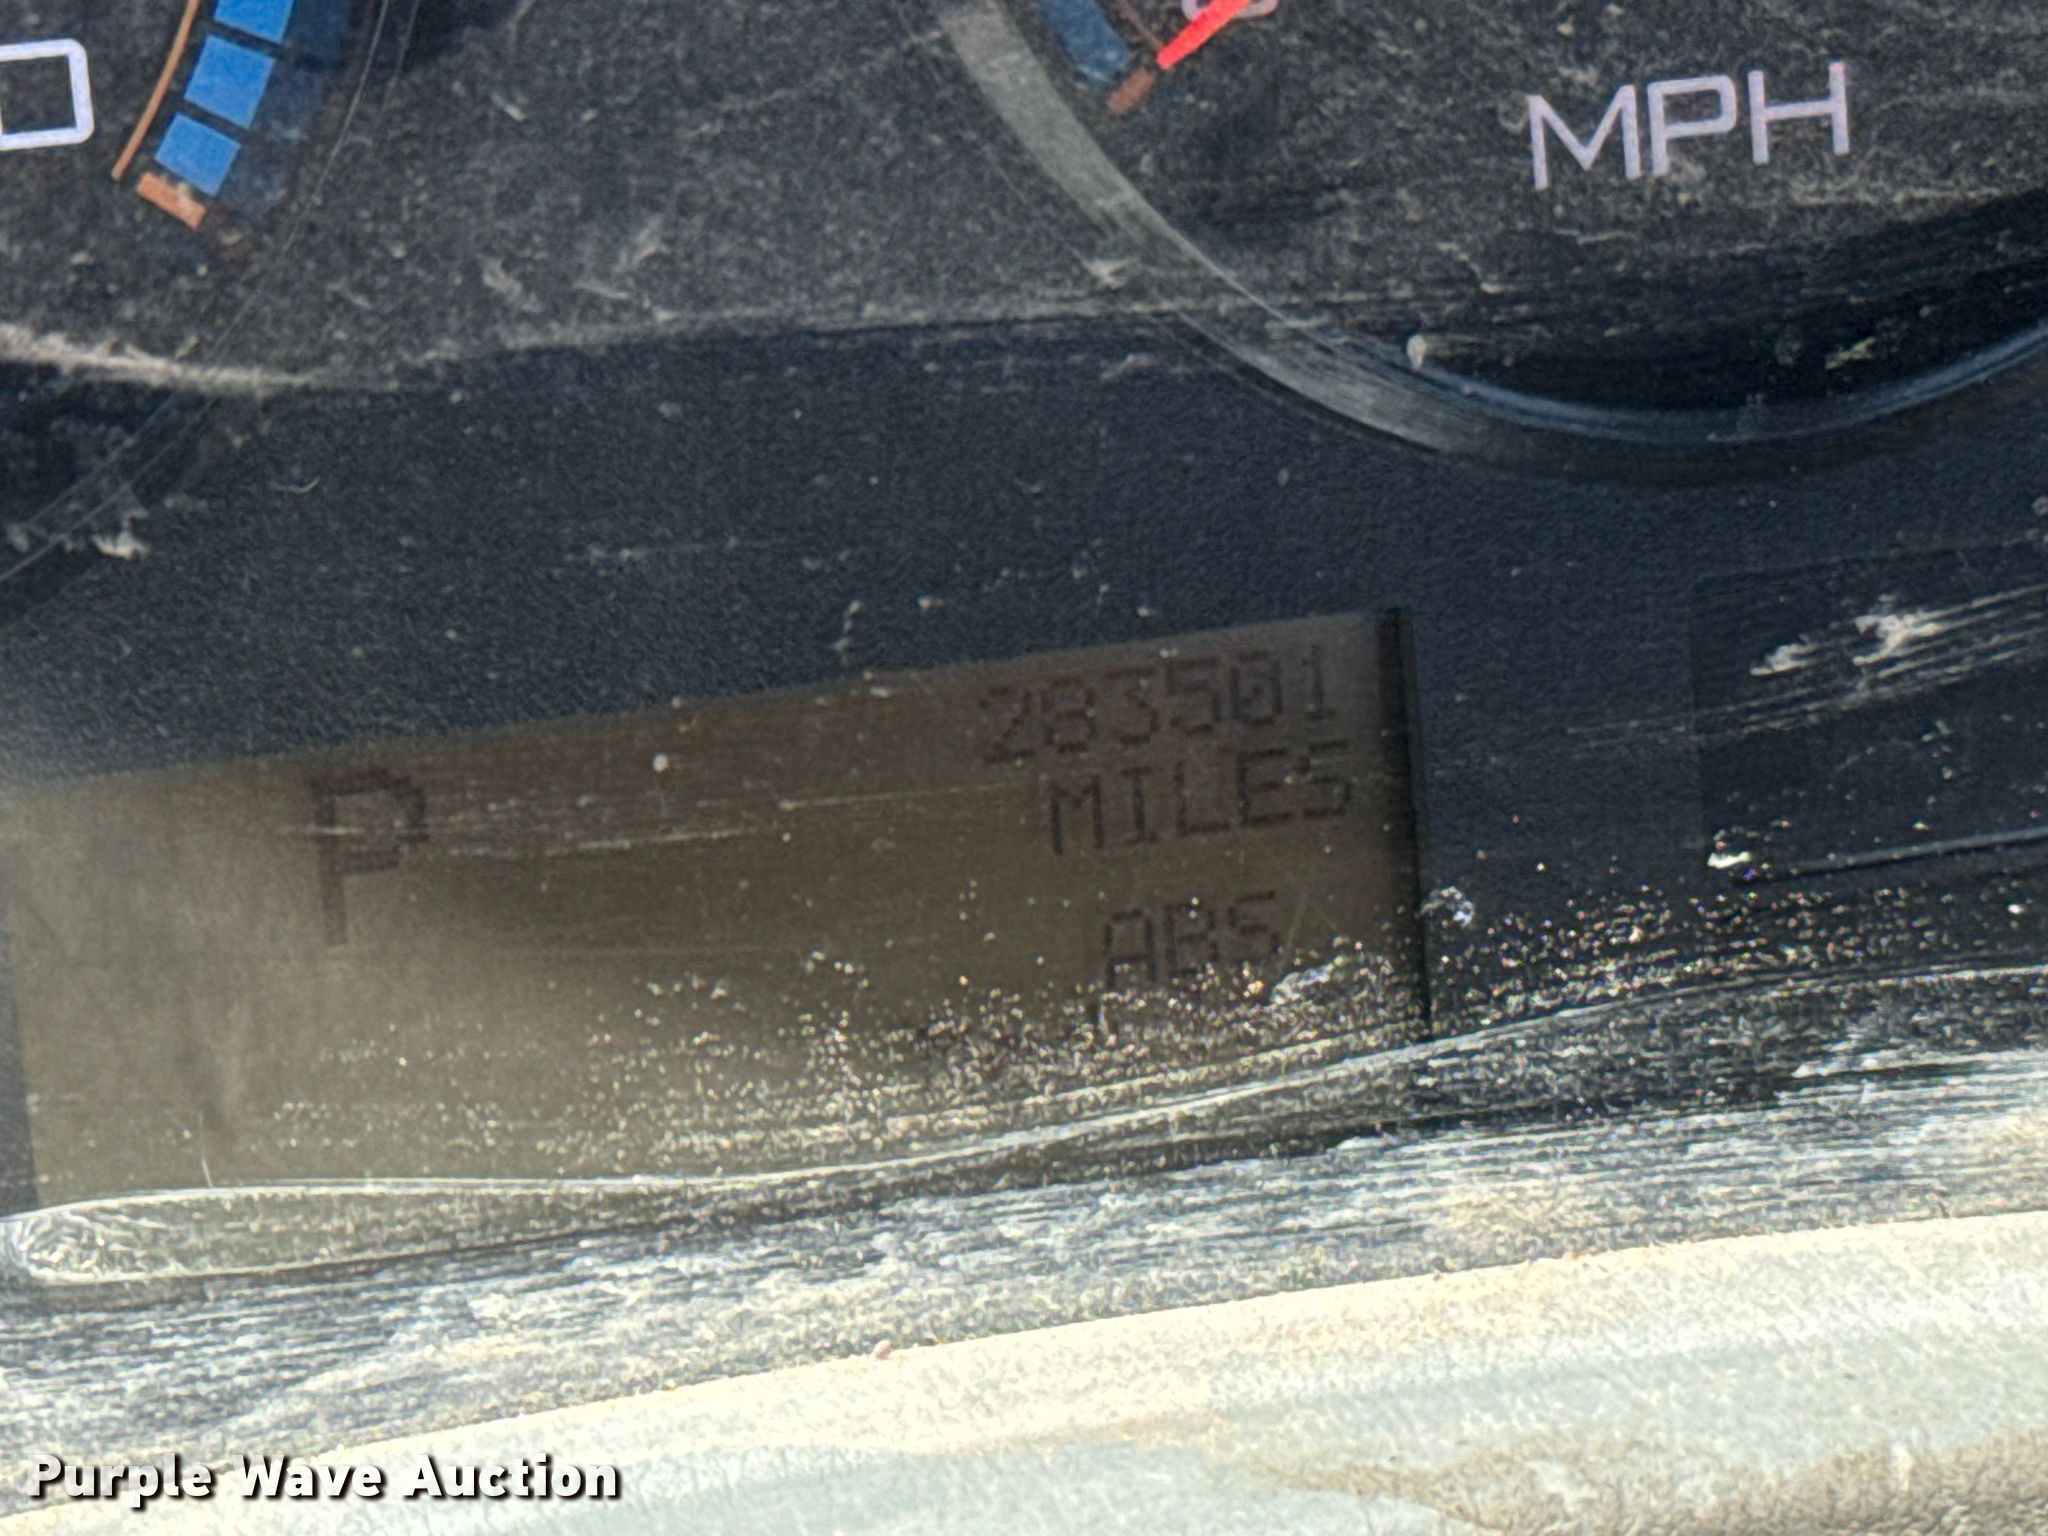 MPH
283501
MILES
P
ABS
Purple Wave Auction